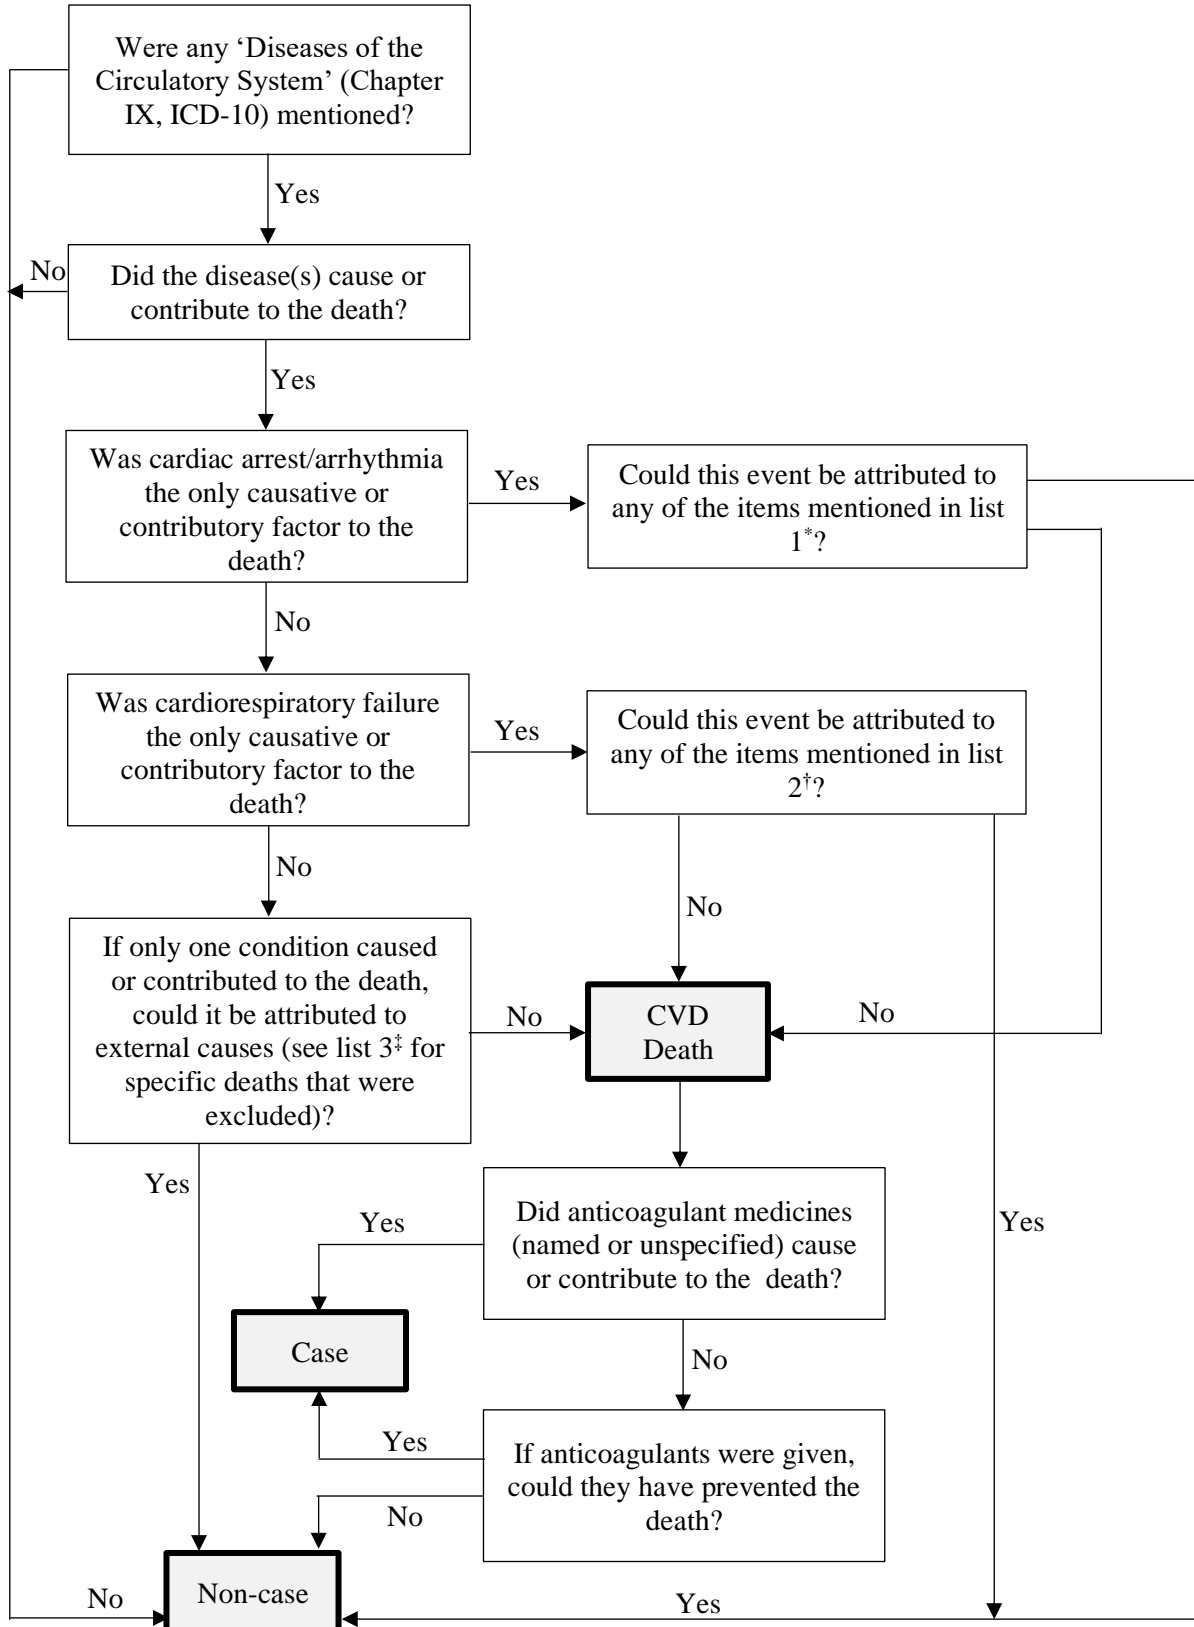 Were any ‘Diseases of the
Circulatory System’ (Chapter
IX, ICD-10) mentioned?
Yes
No
Did the disease(s) cause or
contribute to the death?
Yes
Was cardiac arrest/arrhythmia
the only causative or
contributory factor to the
death?
Yes
Could this event be attributed to
any of the items mentioned in list
1*?
No
Was cardiorespiratory failure
the only causative or
contributory factor to the
death?
Yes
Could this event be attributed to
any of the items mentioned in list
2†?
No
No
If only one condition caused
or contributed to the death,
could it be attributed to
external causes (see list 3‡ for
specific deaths that were
excluded)?
No
CVD
Death
No
Yes
Did anticoagulant medicines
(named or unspecified) cause
or contribute to the death?
Yes
Yes
Case
No
If anticoagulants were given,
could they have prevented the
death?
Yes
No
Non-case
No
Yes